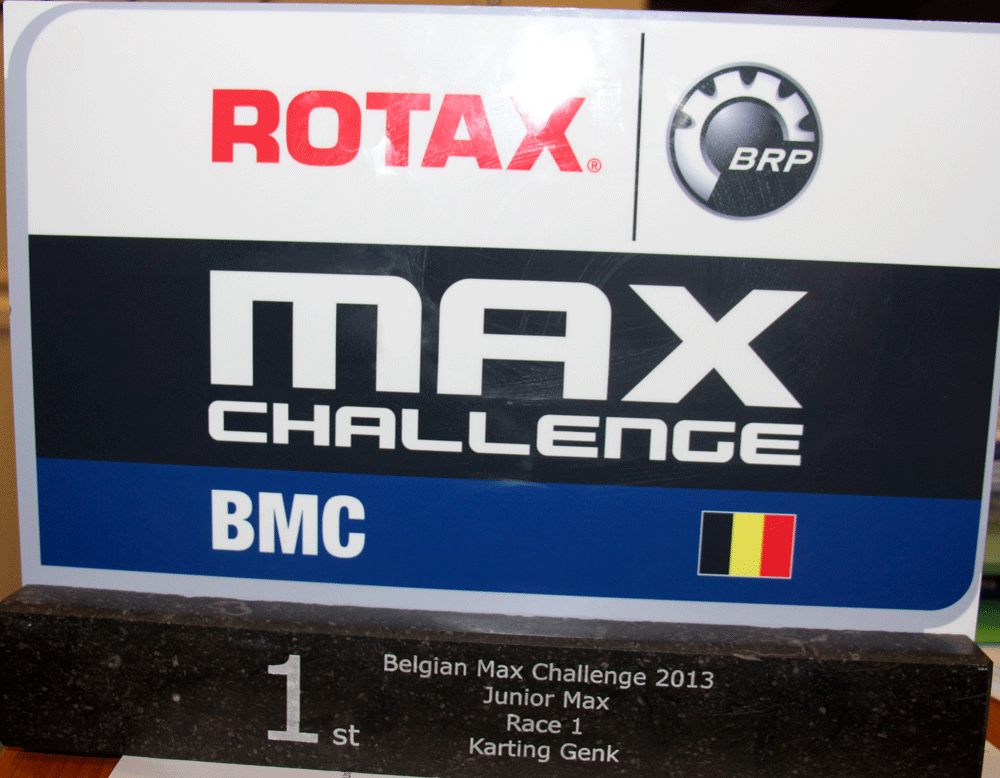 ROTAX®
BRP
MAX
CHALLENGE
BMC
1st
Belgian Max Challenge 2013
Junior Max
Race 1
Karting Genk